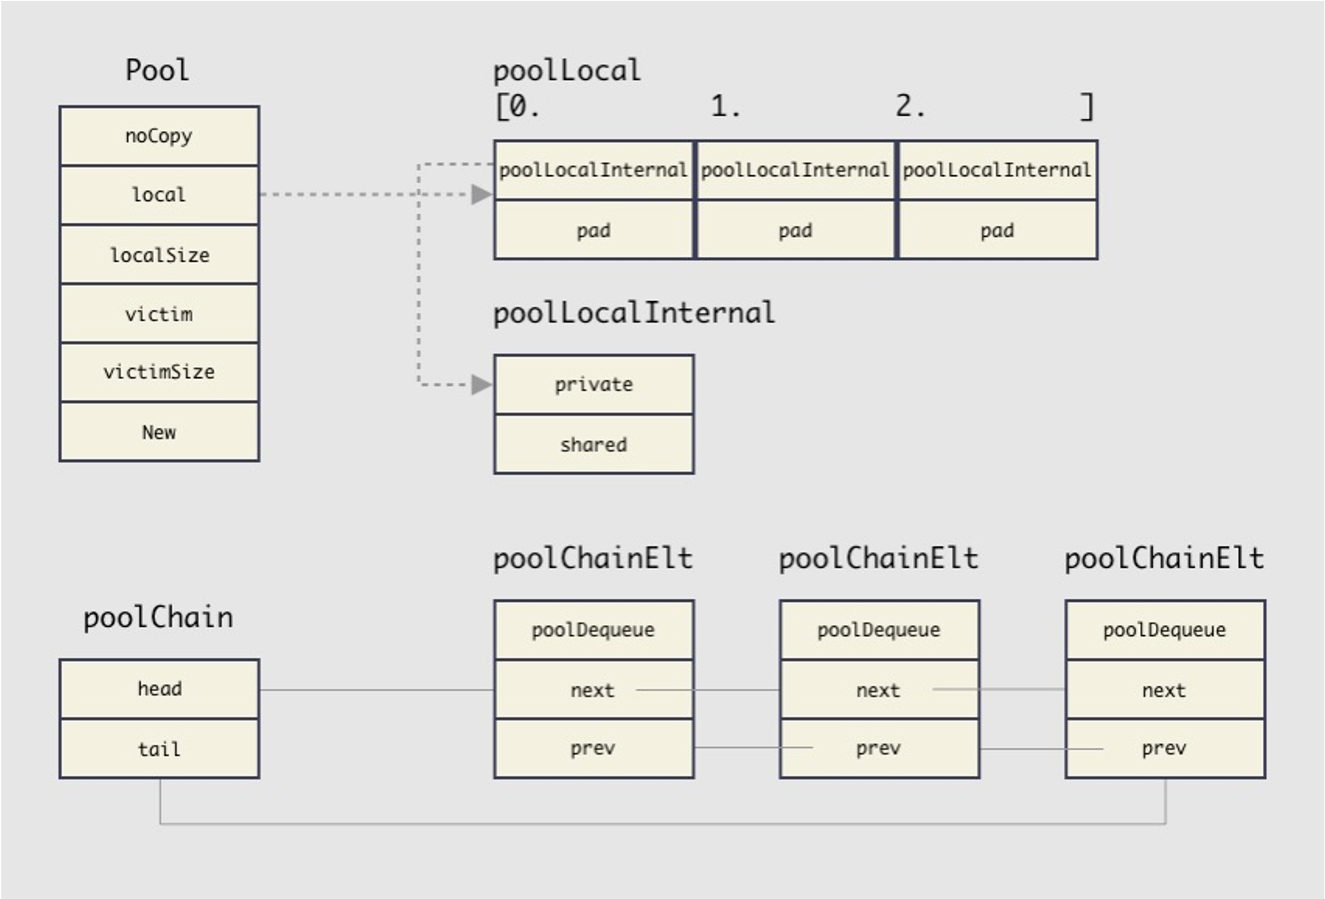 Pool
noCopy
local
localSize
victim
victimSize
New
poolLocal
[0. 1. 2. ]
poolLocalInternal poolLocalInternal poolLocalInternal
pad pad pad
poolLocalInternal
private
shared
poolChain
head
tail
poolChainElt poolChainElt poolChainElt
poolDequeue poolDequeue poolDequeue
next next next
prev prev prev